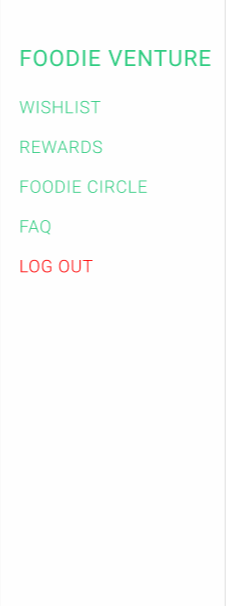 FOODIE VENTURE
WISHLIST
REWARDS
FOODIE CIRCLE
FAQ
LOG OUT